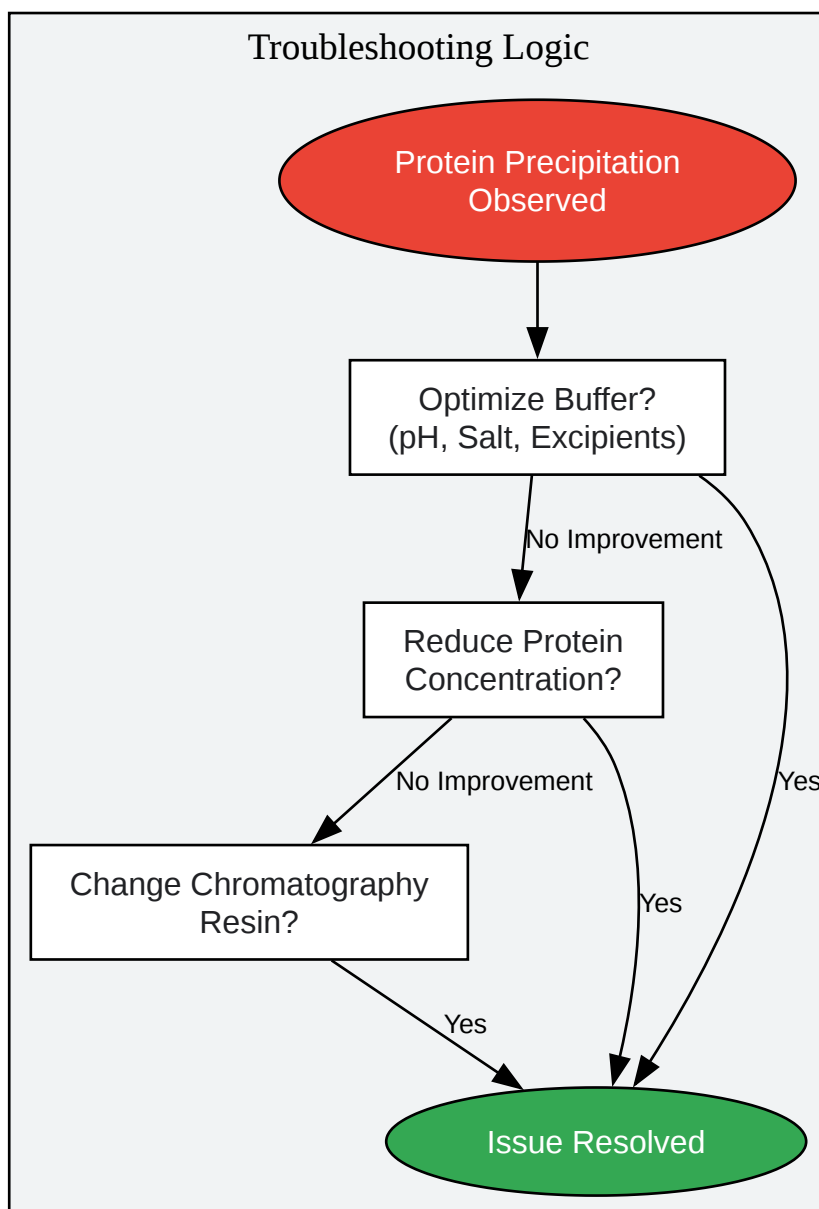 Troubleshooting Logic
Protein Precipitation
Observed
Optimize Buffer?
(pH, Salt, Excipients)
No Improvement
Reduce Protein
Concentration?
No Improvement
Yes
Change Chromatography
Resin?
Yes
Yes
Issue Resolved